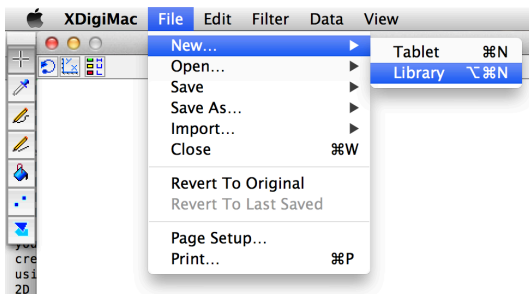 XDigiMac File Edit Filter Data View
New...
Tablet ⌘N
Library ⌥⌘N
Open...
Save
Save As...
Import...
Close ⌘W
Revert To Original
Revert To Last Saved
Page Setup...
Print... ⌘P
cre
usi
2D